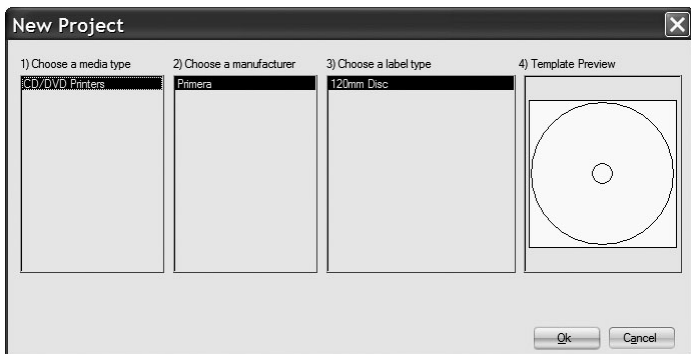 New Project
1) Choose a media type
2) Choose a manufacturer
3) Choose a label type
4) Template Preview
CD/DVD Printers
Primera
120mm Disc
Ok
Cancel